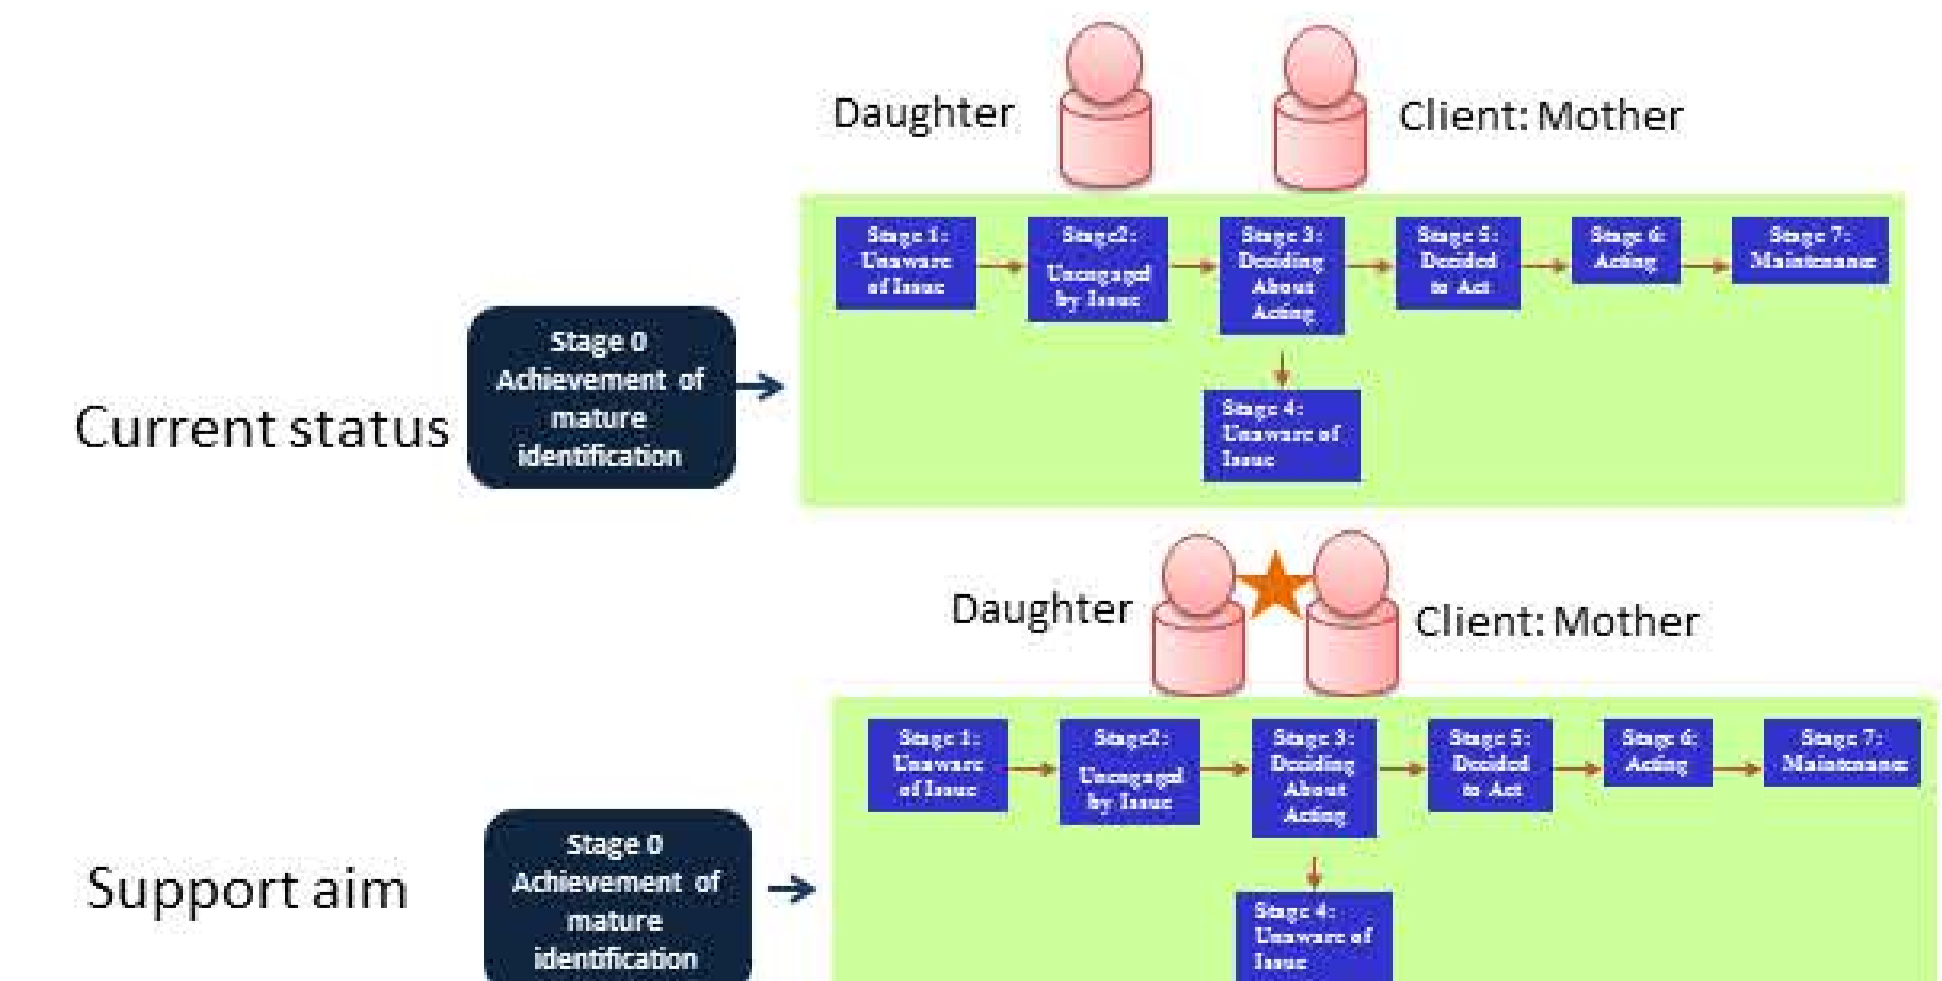 Daughter
Client: Mother
Stage 1:
Unaware
of Issue
Stage2:
Unengaged
by Issue
Stage 3:
Deciding
About
Acting
Stage 5:
Decided
to Act
Stage 6:
Acting
Stage 7:
Maintenance
Stage 0
Achievement of
mature
identification
Current status
Stage 4:
Unaware of
Issue
Daughter
Client: Mother
Stage 1:
Unaware
of Issue
Stage2:
Unengaged
by Issue
Stage 3:
Deciding
About
Acting
Stage 5:
Decided
to Act
Stage 6:
Acting
Stage 7:
Maintenance
Stage 0
Achievement of
mature
identification
Support aim
Stage 4:
Unaware of
Issue